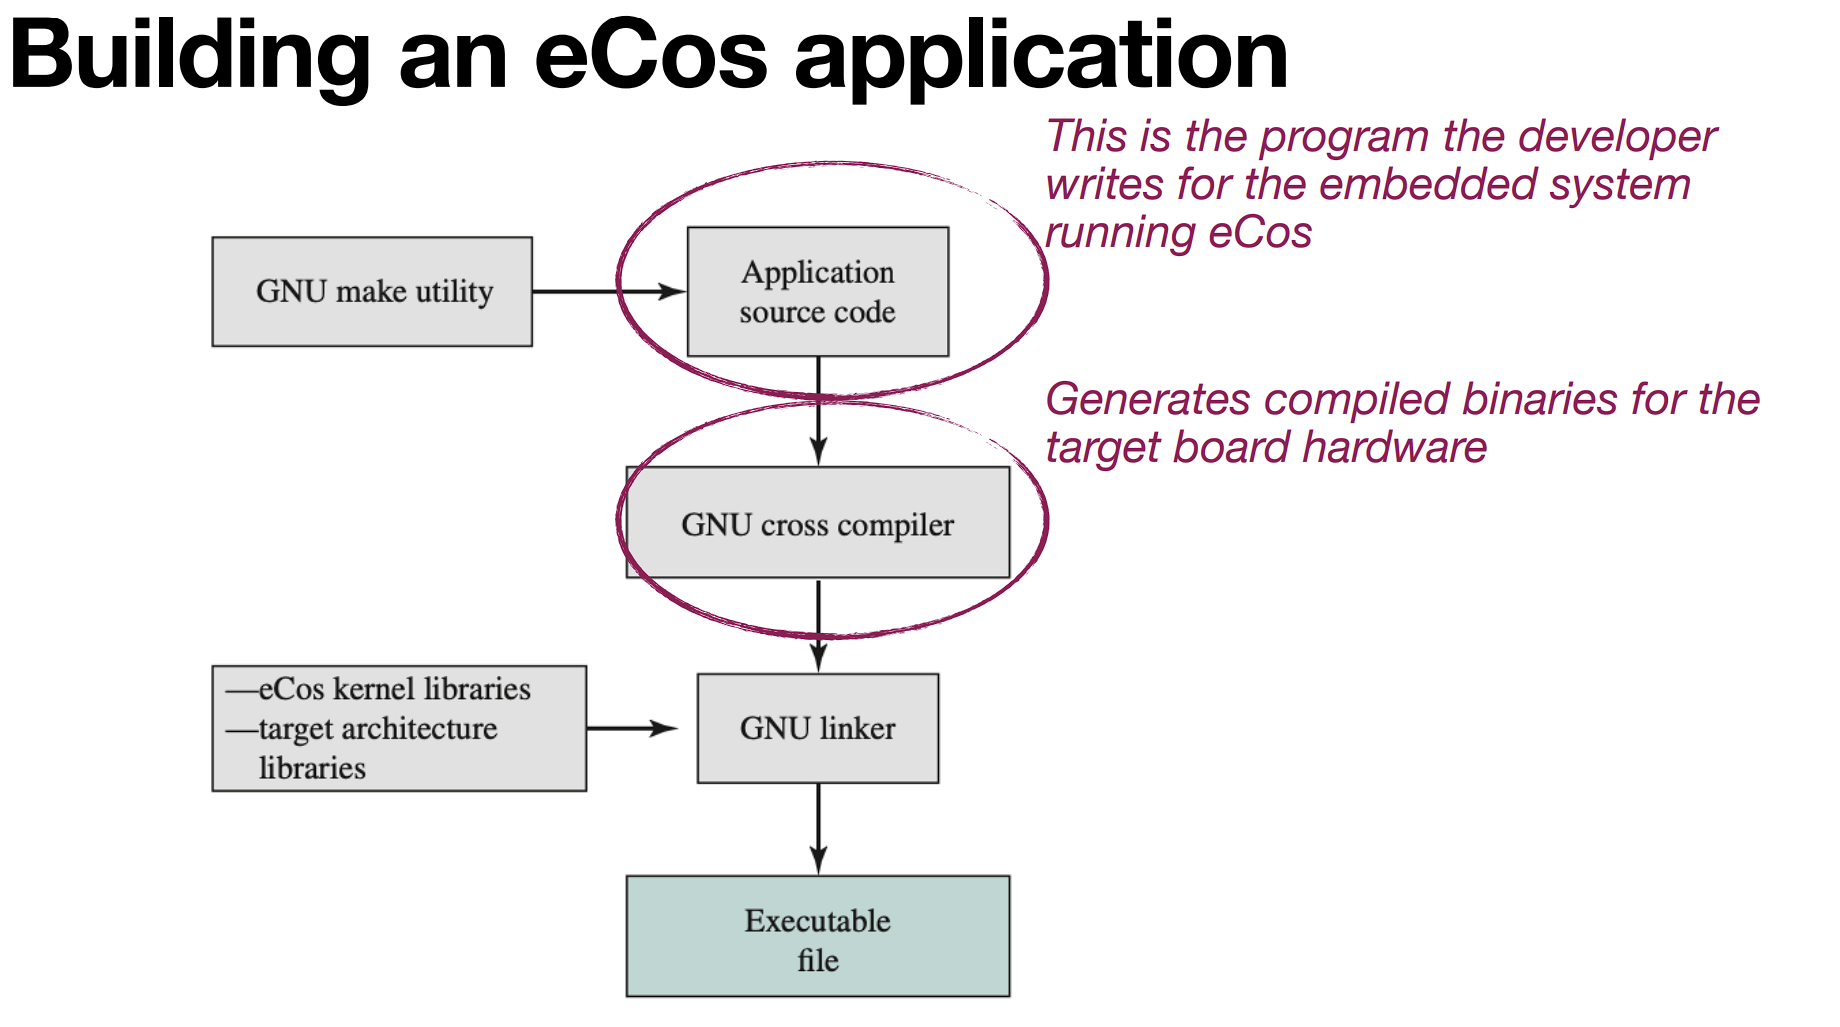 Building an eCos application
This is the program the developer
writes for the embedded system
running eCos
GNU make utility
Application
source code
Generates compiled binaries for the
target board hardware
GNU cross compiler
—eCos kernel libraries
—target architecture
libraries
GNU linker
Executable
file